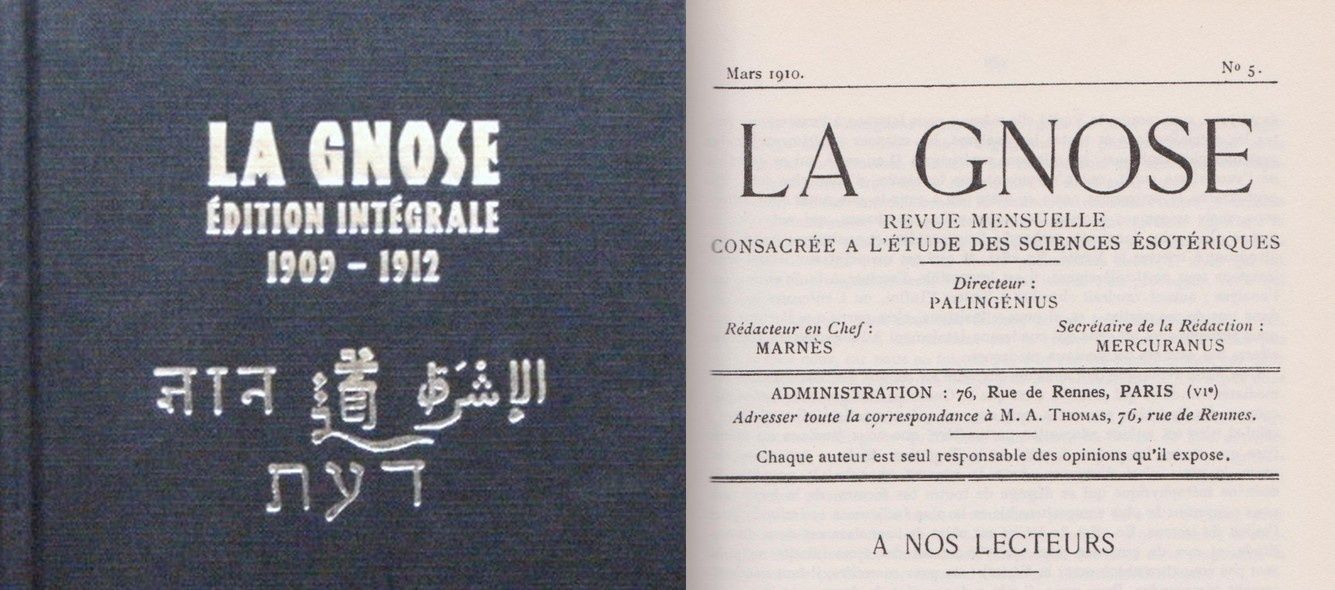 LA GNOSE
ÉDITION INTÉGRALE
1909 – 1912
ज्ञान 道 الإشرق
דעת
Mars 1910. No 5.
LA GNOSE
REVUE MENSUELLE
CONSACRÉE A L'ÉTUDE DES SCIENCES ÉSOTÉRIQUES
Directeur :
PALINGÉNIUS
Rédacteur en Chef : Secrétaire de la Rédaction :
MARNÈS MERCURANUS
ADMINISTRATION : 76, Rue de Rennes, PARIS (VIe)
Adresser toute la correspondance à M. A. THOMAS, 76, rue de Rennes.
Chaque auteur est seul responsable des opinions qu'il expose.
A NOS LECTEURS